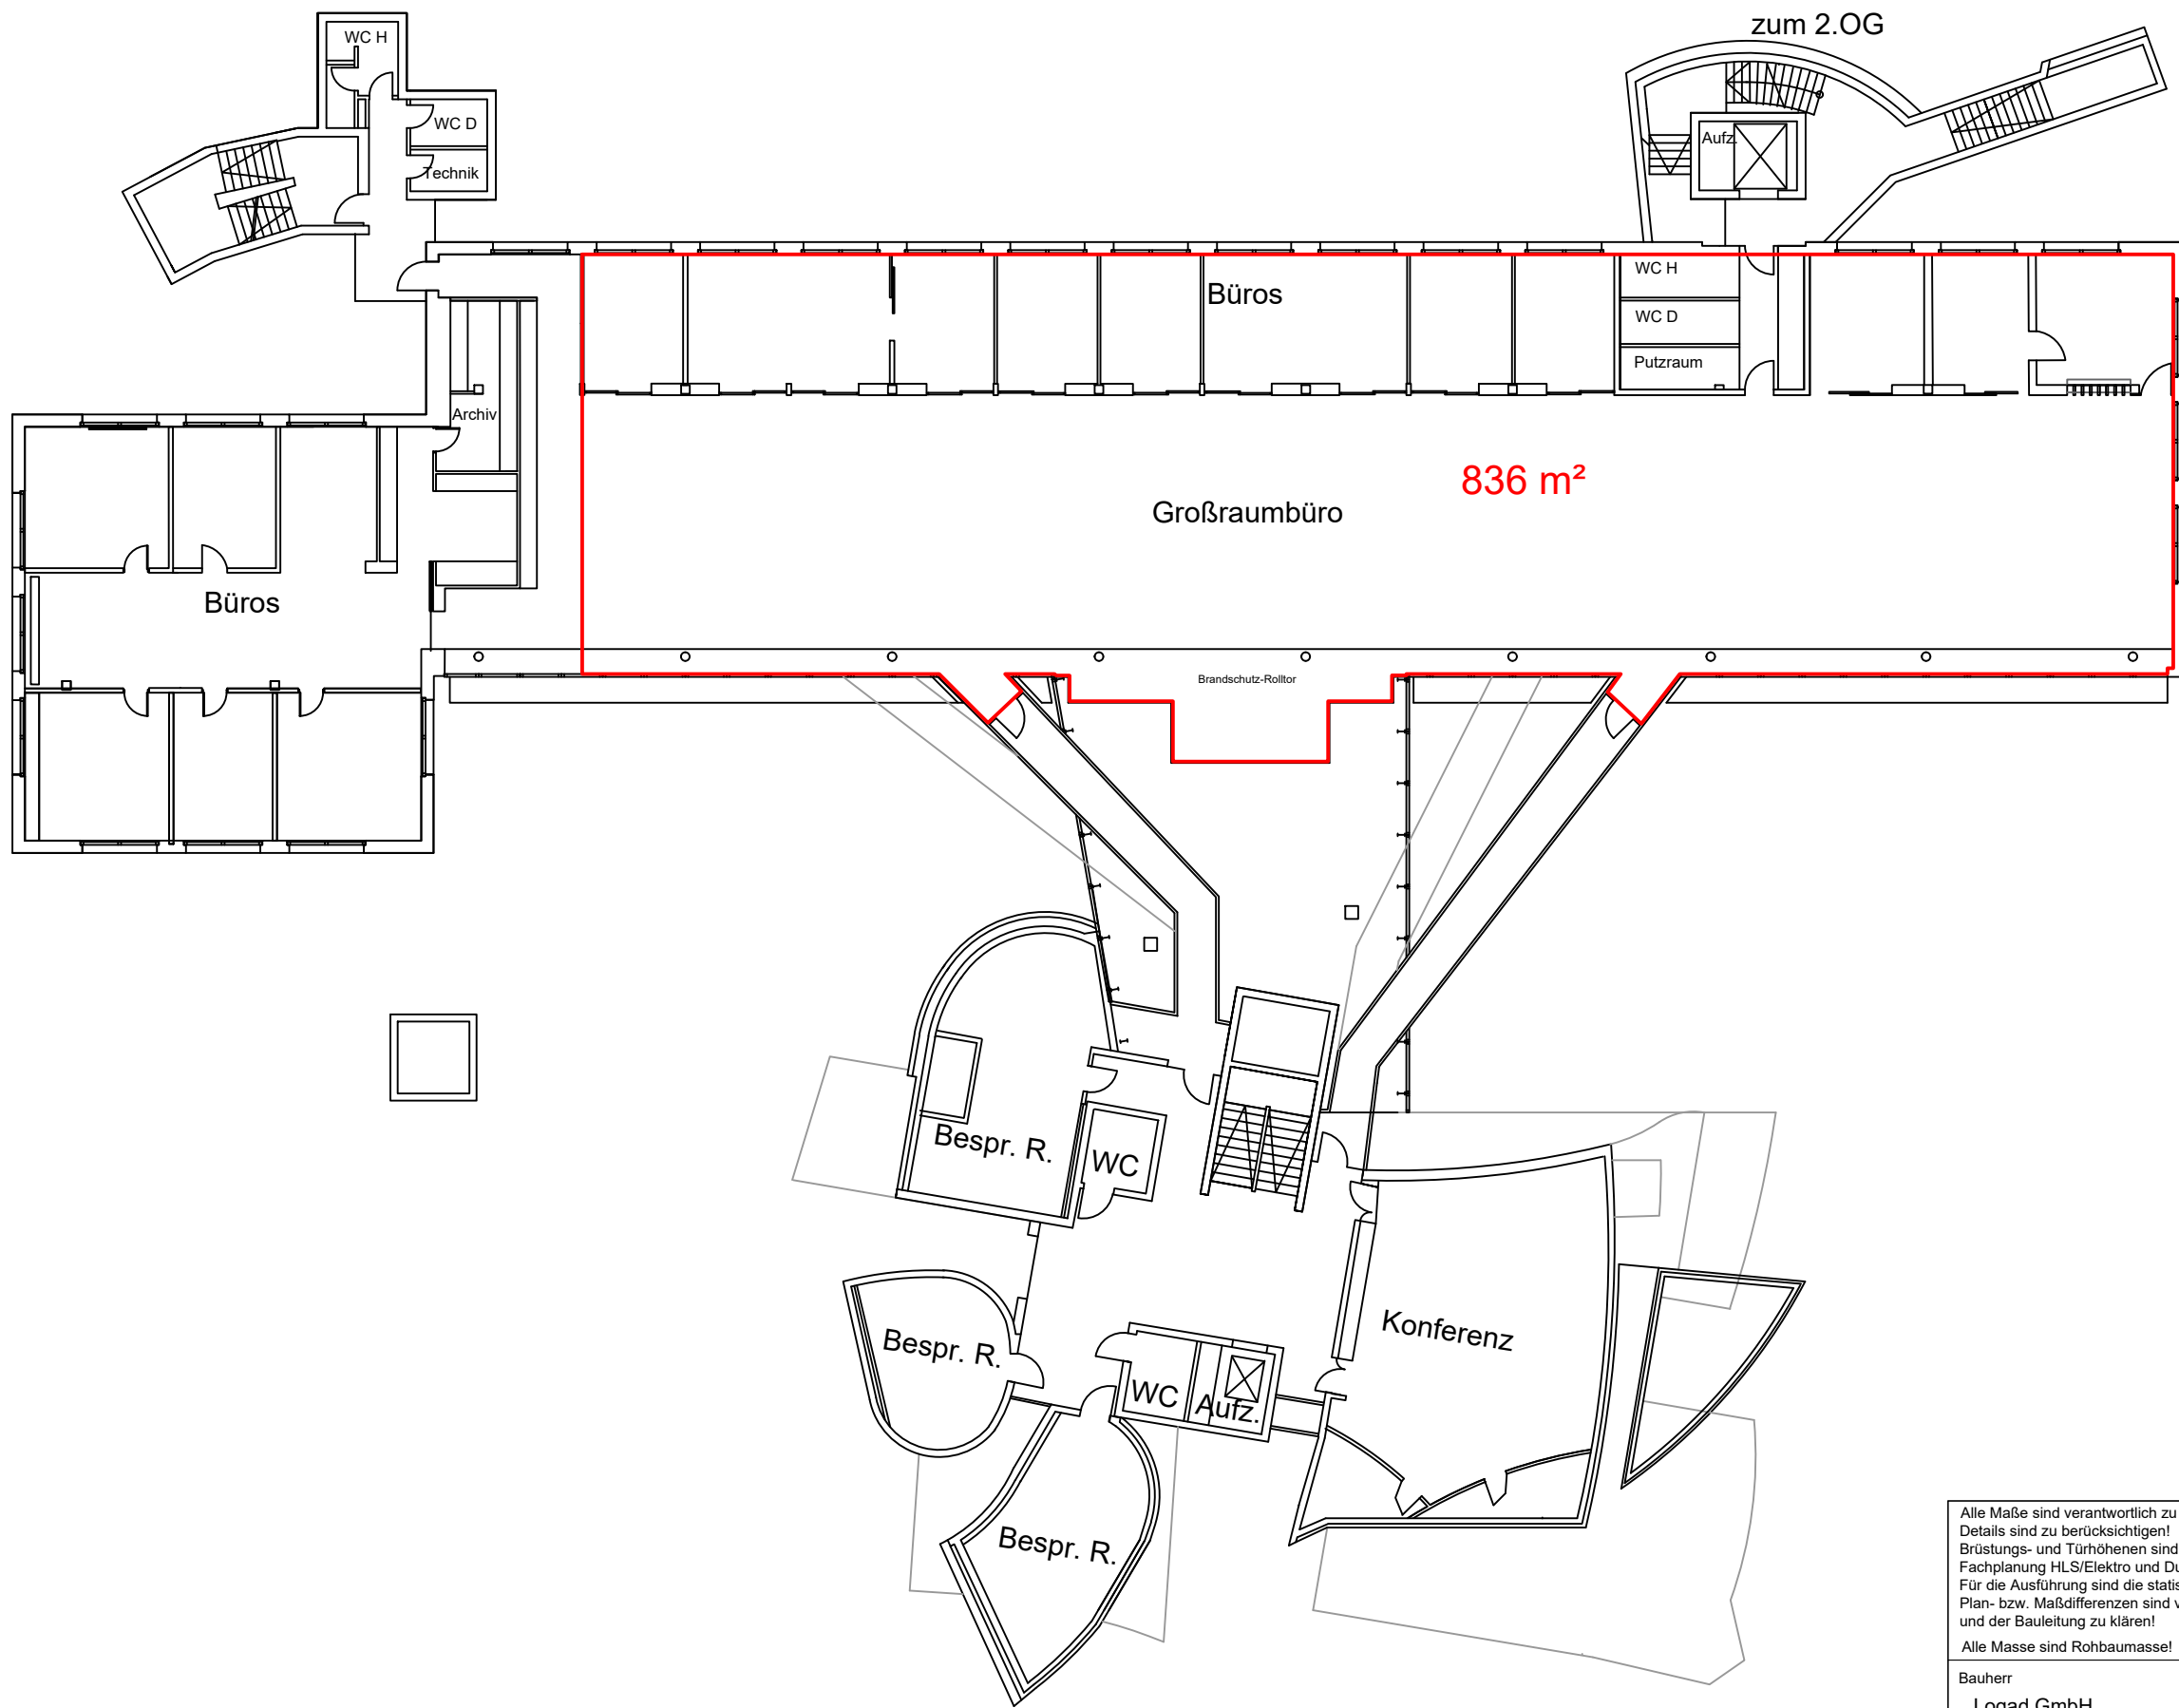 zum 2.OG
WC H
WC D
Technik
Aufz.
WC H
Büros
WC D
Putzraum
Archiv
836 m²
Großraumbüro
Büros
Brandschutz-Rolltor
Bespr. R.
WC
Konferenz
Bespr. R.
WC
Aufz.
Bespr. R.
Alle Maße sind verantwortlich zu
Details sind zu berücksichtigen!
Brüstungs- und Türhöhenen sind
Fachplanung HLS/Elektro und
Für die Ausführung sind die
Plan- bzw. Maßdifferenzen sind
und der Bauleitung zu klären!
Alle Masse sind Rohbaumasse!
Bauherr
Logad GmbH